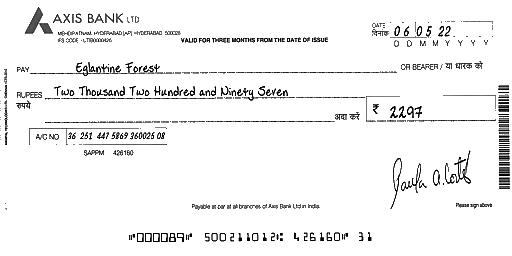 AXIS BANK LTD
MEHDIPATNAM, HYDERABAD (AP) HYDERABAD 500028
IFS CODE - UTIB0000426
VALID FOR THREE MONTHS FROM THE DATE OF ISSUE
DATE
दिनांक 06 05 22
D D M M Y Y Y Y
PAY Eglantine Forest OR BEARER / या धारक को
RUPEES Two Thousand Two Hundred and Ninety Seven
रुपये अदा करें ₹ 2297
A/C NO 36 251 447 5869 360025 08
SAPPM 426160
Payable at par at all branches of Axis Bank Ltd in India.
Please sign above
"000089" 500211012: 426160" 31